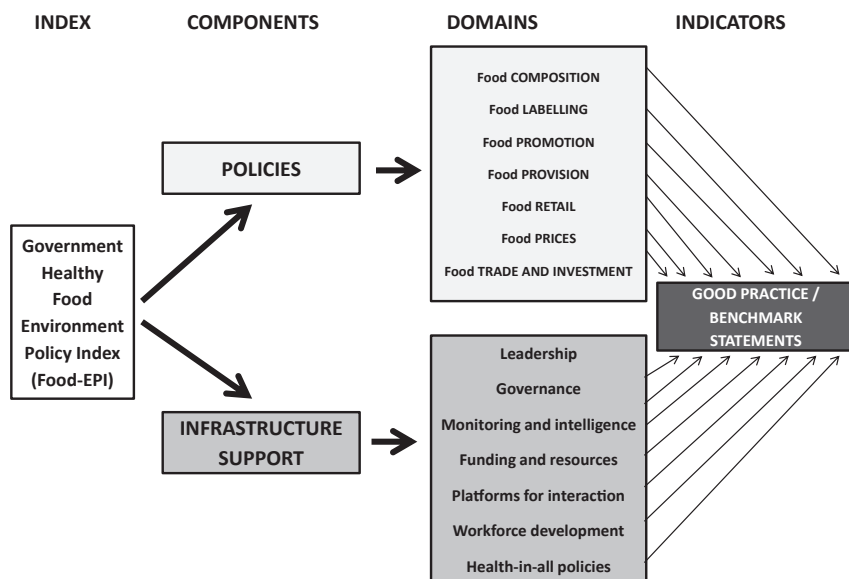 INDEX COMPONENTS DOMAINS INDICATORS
Government
Healthy
Food
Environment
Policy Index
(Food-EPI)
POLICIES
INFRASTRUCTURE
SUPPORT
Food COMPOSITION
Food LABELLING
Food PROMOTION
Food PROVISION
Food RETAIL
Food PRICES
Food TRADE AND INVESTMENT
Leadership
Governance
Monitoring and intelligence
Funding and resources
Platforms for interaction
Workforce development
Health-in-all policies
GOOD PRACTICE /
BENCHMARK
STATEMENTS